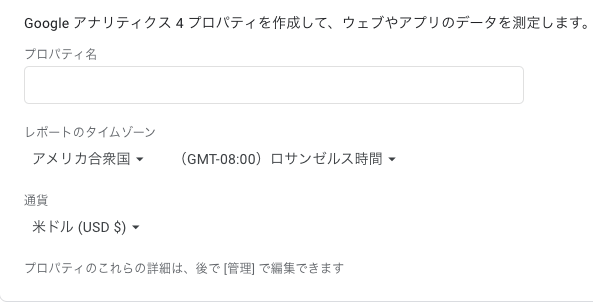 Google アナリティクス 4 プロパティを作成して、ウェブやアプリのデータを測定します。
プロパティ名
レポートのタイムゾーン
アメリカ合衆国 （GMT-08:00）ロサンゼルス時間
通貨
米ドル (USD $)
プロパティのこれらの詳細は、後で [管理] で編集できます